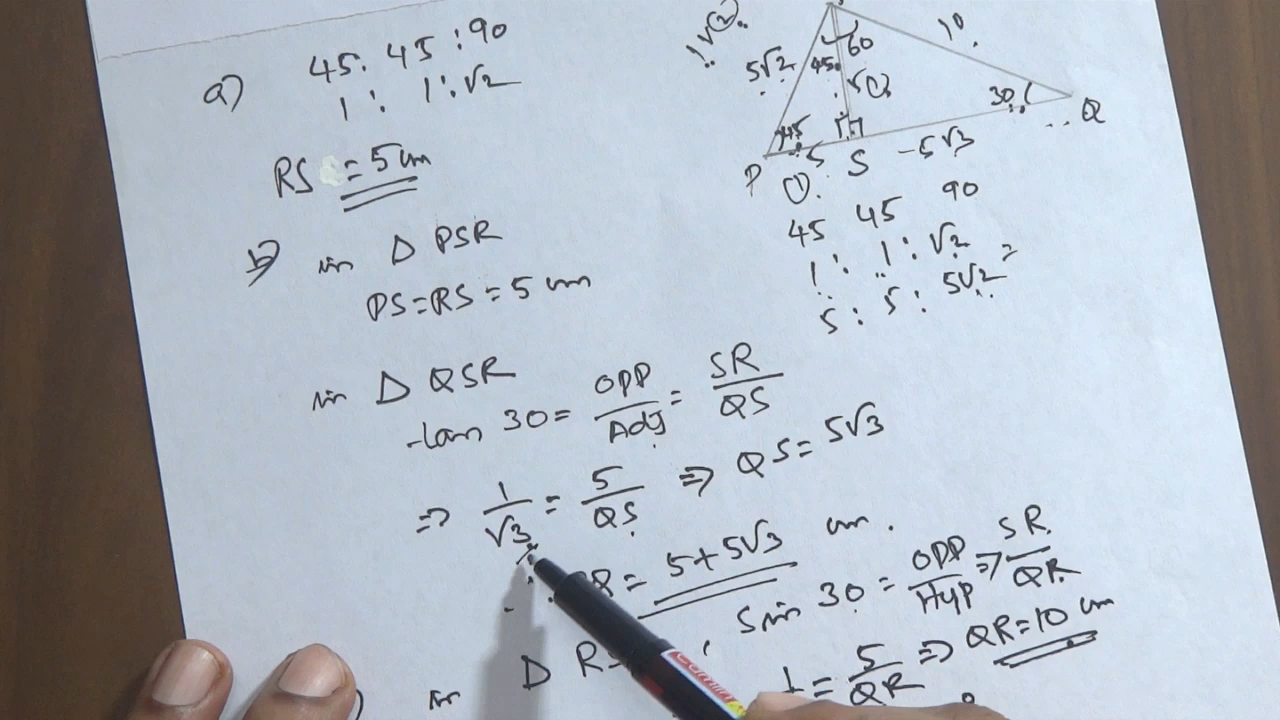 a) 45: 45 : 90
1 : 1 : √2
RS = 5 cm
b) in Δ PSR
PS = RS = 5 cm
in Δ QSR
tan 30 = OPP/Adj = SR/QS
⇒ 1/√3 = 5/QS ⇒ QS = 5√3
= 5+5√3 cm.
in Δ
Sin 30 = OPP/Hyp ⇒ SR/QR
= 5/QR ⇒ QR = 10 cm
5√2
45
60
10
30
45
5
P
S
-5√3
Q
1
45 45 90
1 : 1 : √2 =
5 : 5 : 5√2